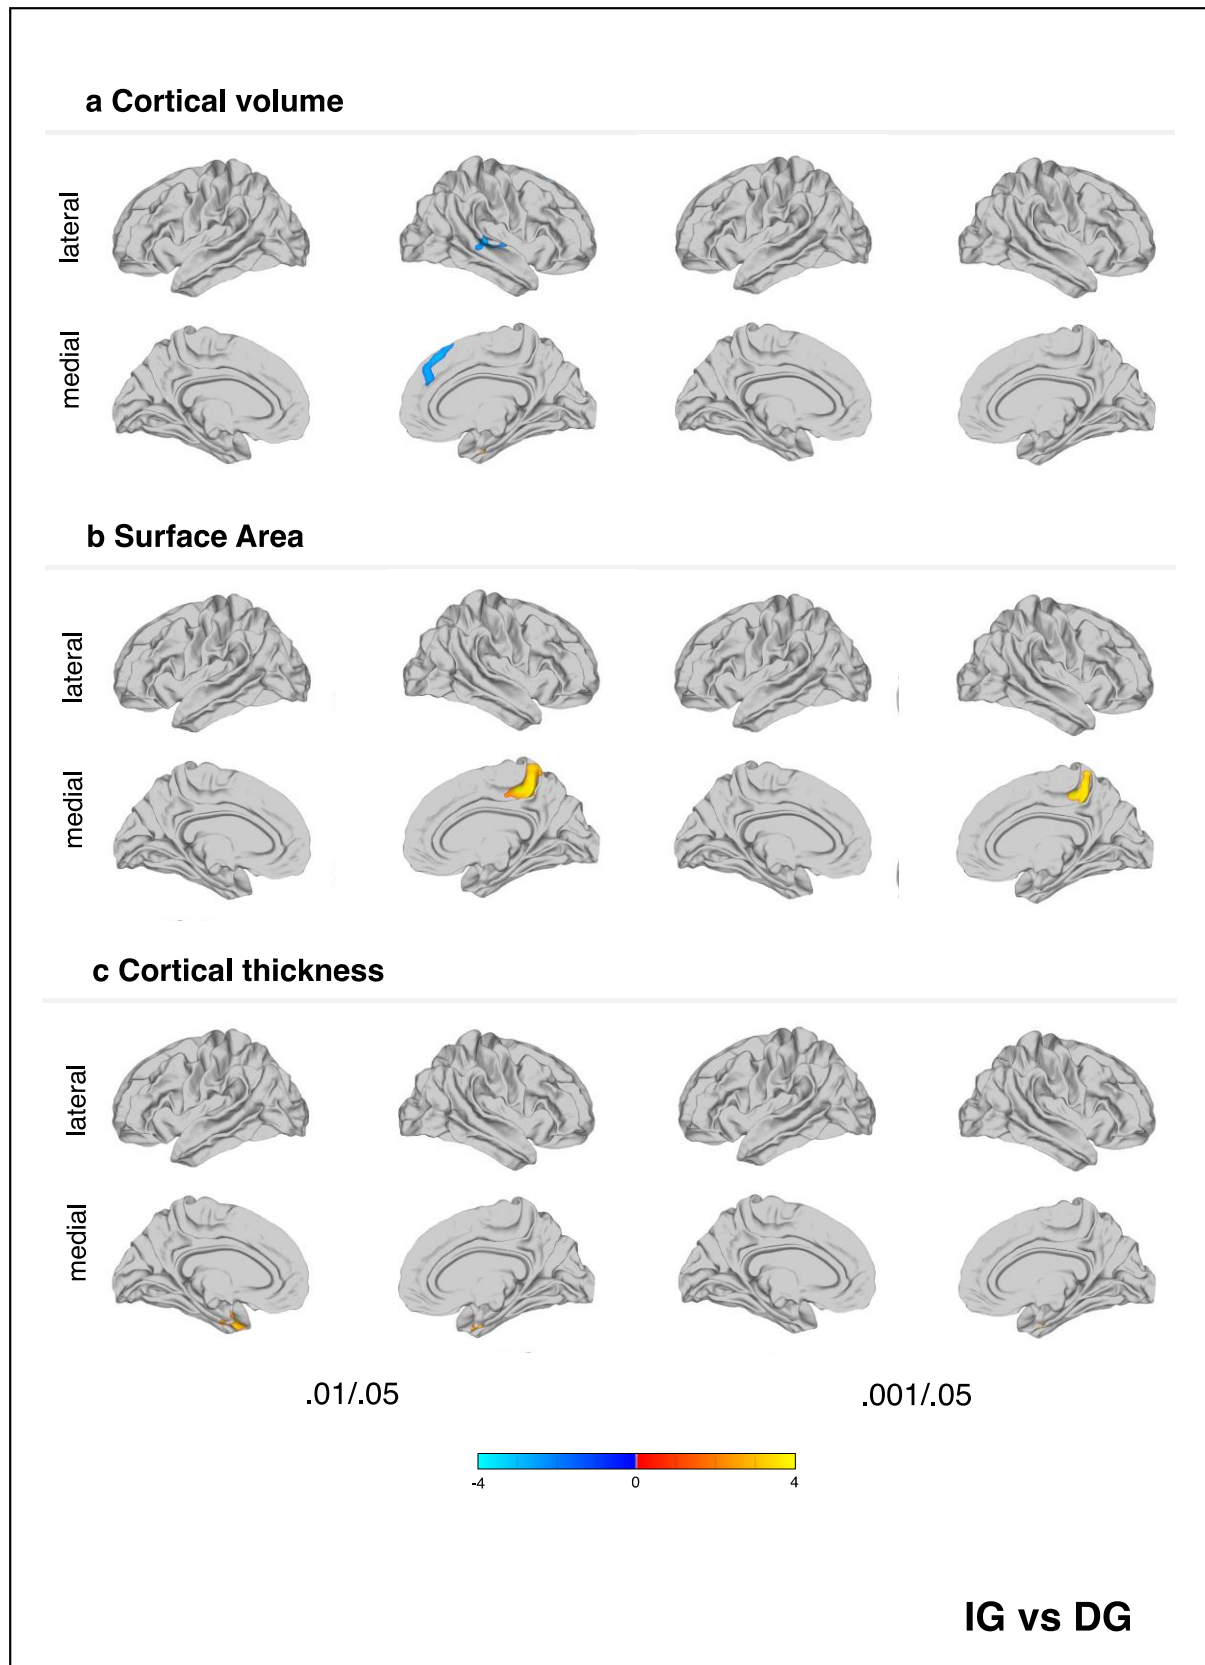 a Cortical volume
lateral
medial
b Surface Area
lateral
medial
c Cortical thickness
lateral
medial
.01/.05 .001/.05
-4 0 4
IG vs DG